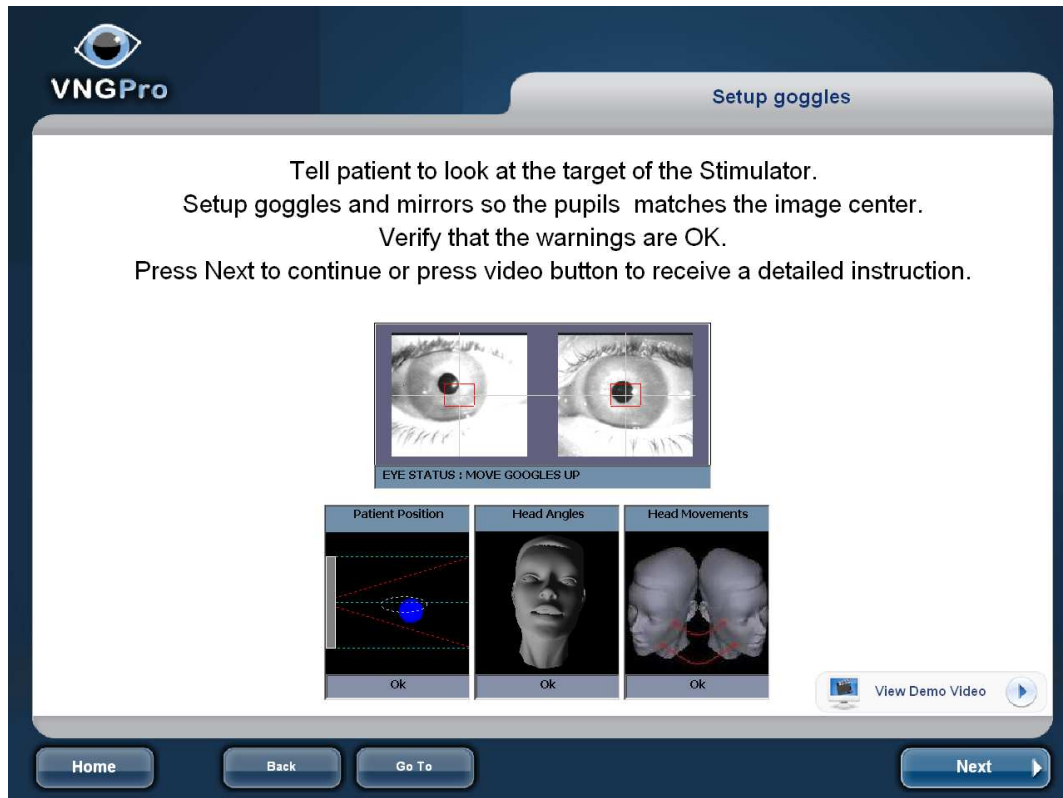 VNGPro
Setup goggles
Tell patient to look at the target of the Stimulator.
Setup goggles and mirrors so the pupils matches the image center.
Verify that the warnings are OK.
Press Next to continue or press video button to receive a detailed instruction.
EYE STATUS : MOVE GOOGLES UP
Patient Position
Head Angles
Head Movements
Ok
Ok
Ok
View Demo Video
Home
Back
Go To
Next